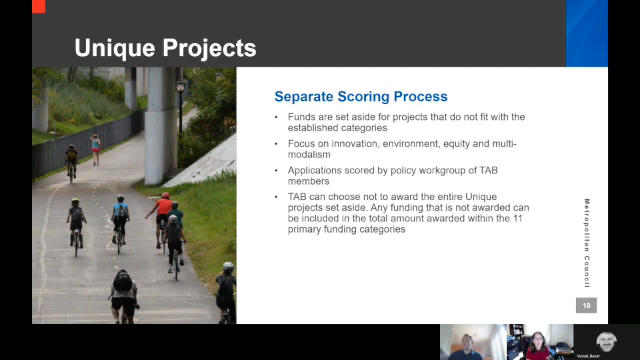 Unique Projects
Separate Scoring Process
• Funds are set aside for projects that do not fit with the
established categories
• Focus on innovation, environment, equity and multi-
modalism
• Applications scored by policy workgroup of TAB
members
• TAB can choose not to award the entire Unique
projects set aside. Any funding that is not awarded can
be included in the total amount awarded within the 11
primary funding categories
Metropolitan Council
10